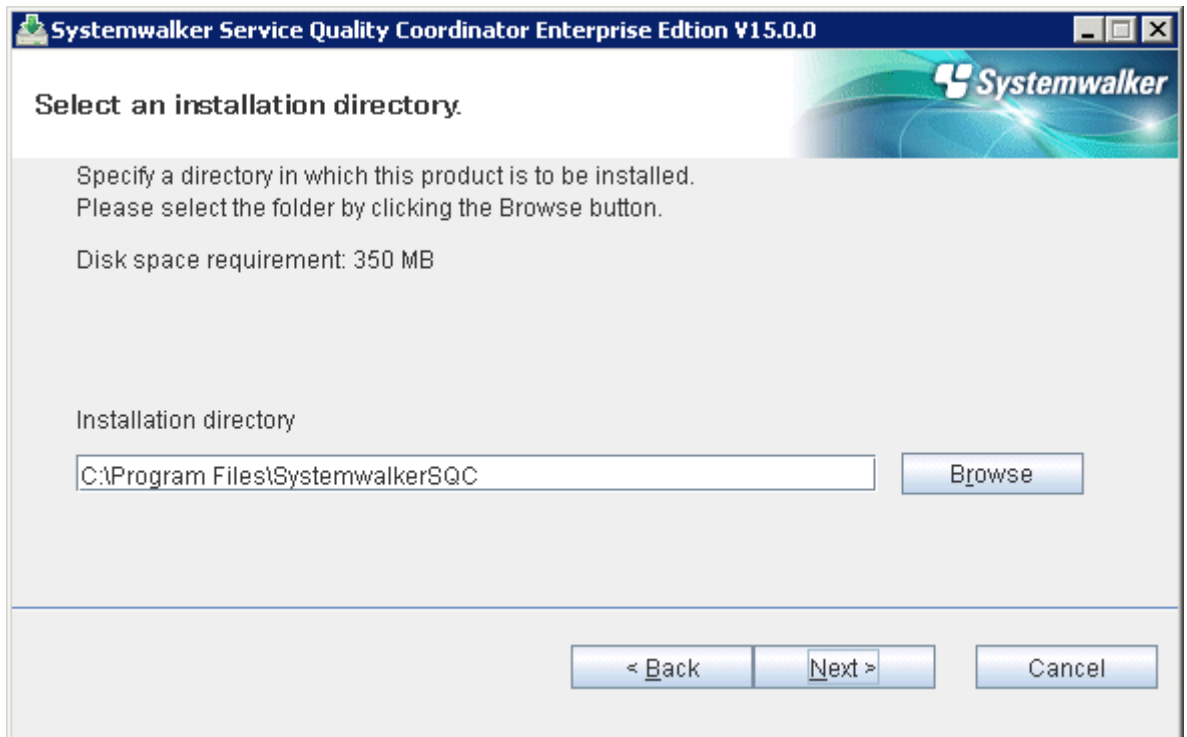 Systemwalker Service Quality Coordinator Enterprise Edtion V15.0.0
Systemwalker
Select an installation directory.
Specify a directory in which this product is to be installed.
Please select the folder by clicking the Browse button.
Disk space requirement: 350 MB
Installation directory
C:\Program Files\SystemwalkerSQC
Browse
< Back
Next >
Cancel